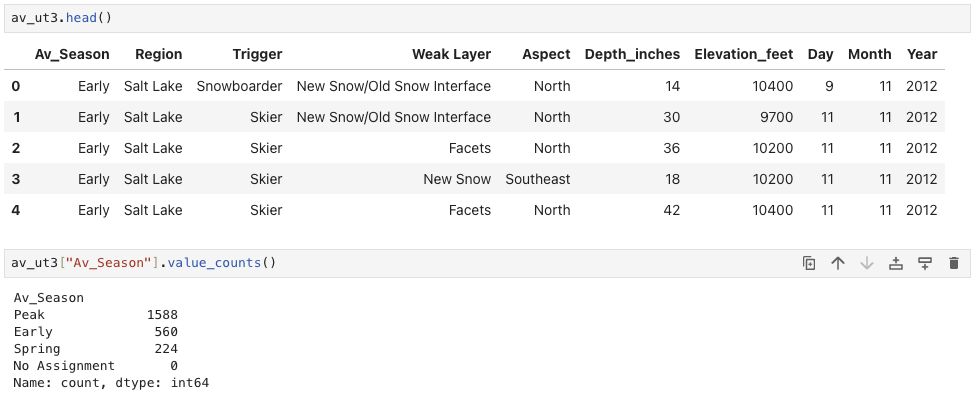 av_ut3.head()
Av_Season Region Trigger Weak Layer Aspect Depth_inches Elevation_feet Day Month Year
0 Early Salt Lake Snowboarder New Snow/Old Snow Interface North 14 10400 9 11 2012
1 Early Salt Lake Skier New Snow/Old Snow Interface North 30 9700 11 11 2012
2 Early Salt Lake Skier Facets North 36 10200 11 11 2012
3 Early Salt Lake Skier New Snow Southeast 18 10200 11 11 2012
4 Early Salt Lake Skier Facets North 42 10400 11 11 2012
av_ut3["Av_Season"].value_counts()
Av_Season
Peak 1588
Early 560
Spring 224
No Assignment 0
Name: count, dtype: int64